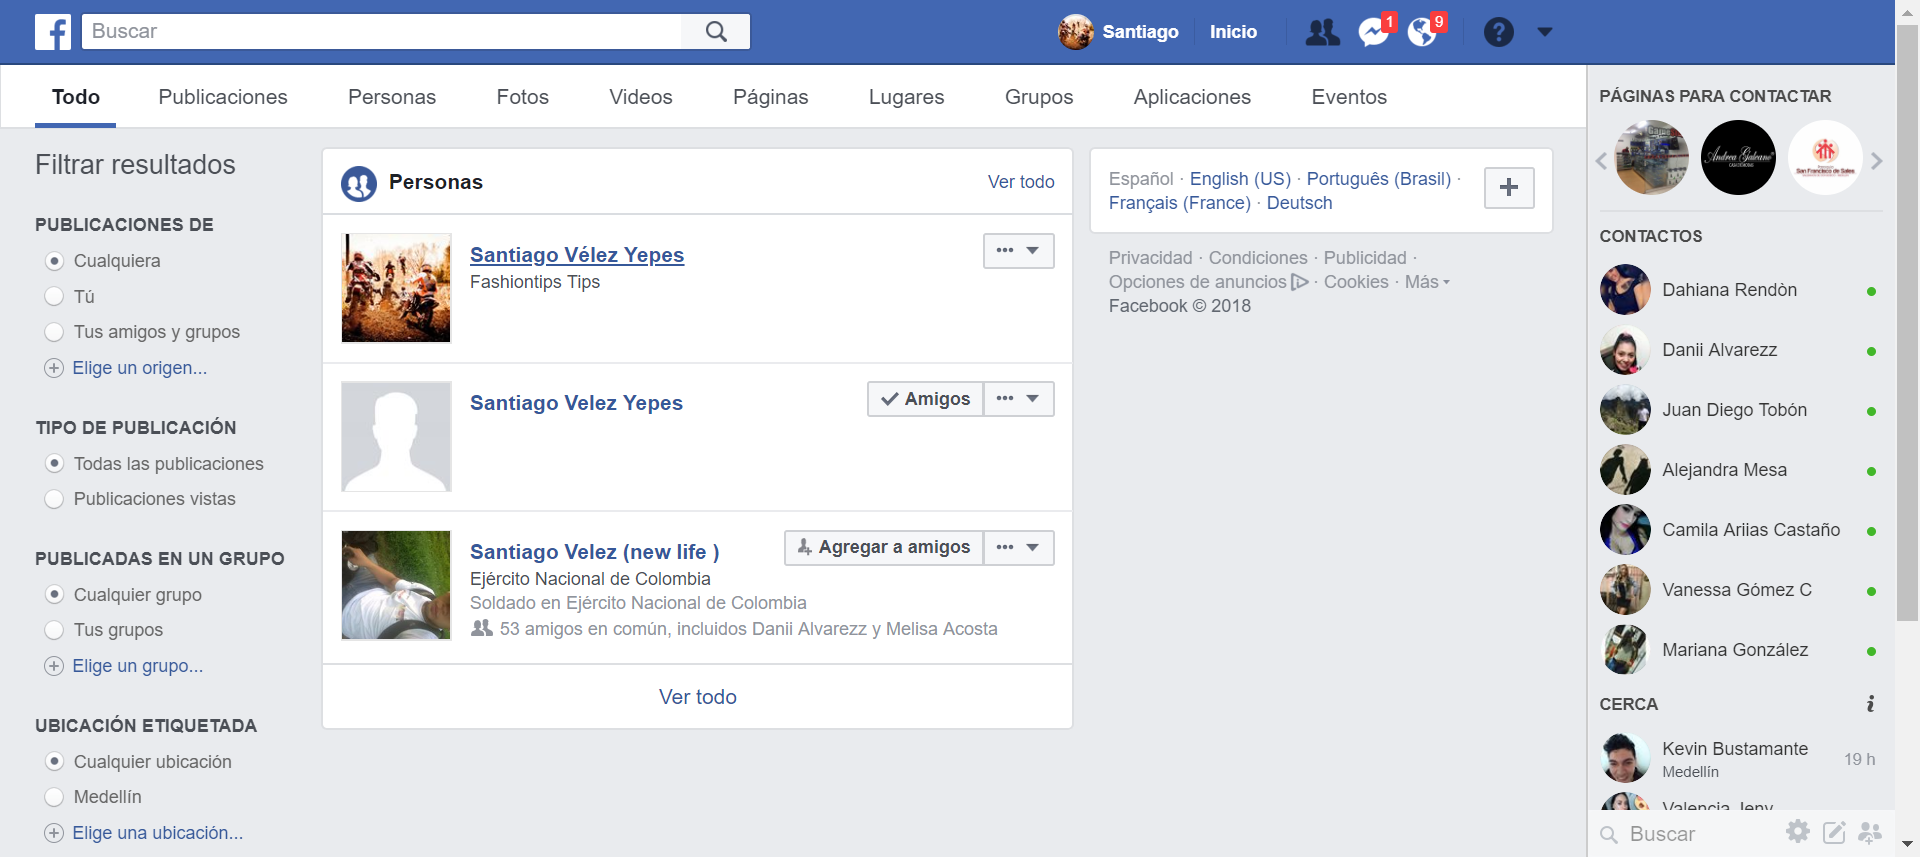 Buscar
Santiago
Inicio
1
9
Todo
Publicaciones
Personas
Fotos
Videos
Páginas
Lugares
Grupos
Aplicaciones
Eventos
Filtrar resultados
PUBLICACIONES DE
Cualquiera
Tú
Tus amigos y grupos
Elige un origen...
TIPO DE PUBLICACIÓN
Todas las publicaciones
Publicaciones vistas
PUBLICADAS EN UN GRUPO
Cualquier grupo
Tus grupos
Elige un grupo...
UBICACIÓN ETIQUETADA
Cualquier ubicación
Medellín
Elige una ubicación...
Personas
Ver todo
Santiago Vélez Yepes
Fashiontips Tips
Santiago Velez Yepes
Amigos
Santiago Velez (new life )
Agregar a amigos
Ejército Nacional de Colombia
Soldado en Ejército Nacional de Colombia
53 amigos en común, incluidos Danii Alvarezz y Melisa Acosta
Ver todo
Español · English (US) · Português (Brasil) ·
Français (France) · Deutsch
Privacidad · Condiciones · Publicidad ·
Opciones de anuncios · Cookies · Más
Facebook © 2018
PÁGINAS PARA CONTACTAR
Andrea Galeano
San Francisco de Sales
CONTACTOS
Dahiana Rendòn
Danii Alvarezz
Juan Diego Tobón
Alejandra Mesa
Camila Ariias Castaño
Vanessa Gómez C
Mariana González
CERCA
Kevin Bustamante
Medellín
19 h
Valencia Jeny
Buscar